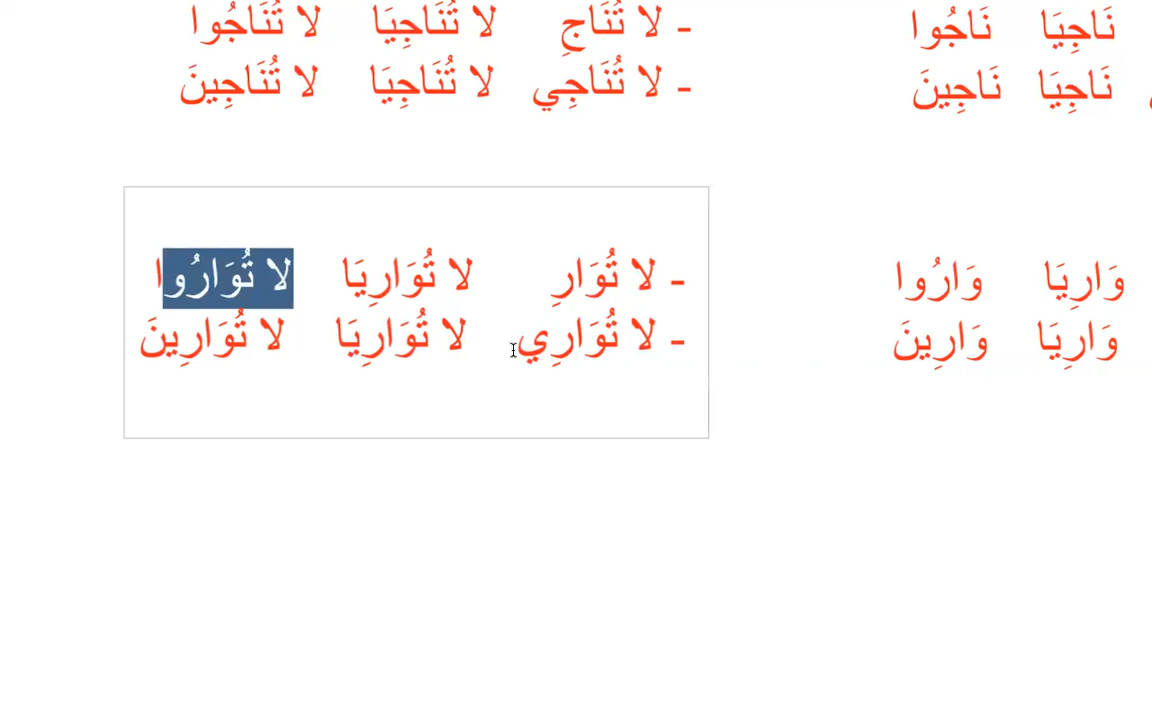 نَاجِيَا نَاجُوا - لا تُنَاجِ لا تُنَاجِيَا لا تُنَاجُوا
نَاجِيَا نَاجِينَ - لا تُنَاجِي لا تُنَاجِيَا لا تُنَاجِينَ
وَارِيَا وَارُوا - لا تُوَارِ لا تُوَارِيَا لا تُوَارُوا
وَارِيَا وَارِينَ - لا تُوَارِي لا تُوَارِيَا لا تُوَارِينَ